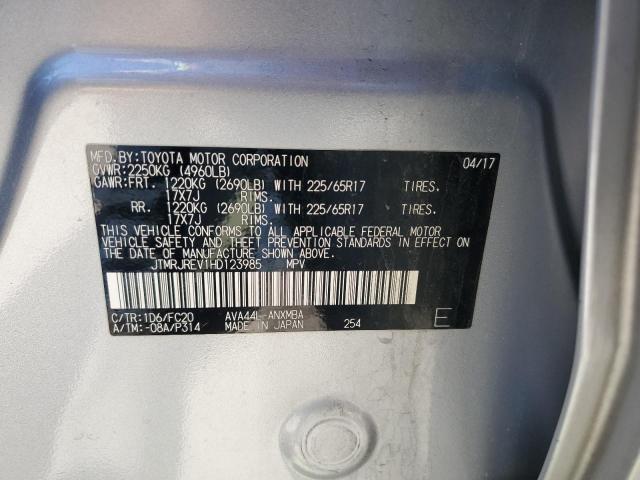 MFD.BY:TOYOTA MOTOR CORPORATION 04/17
GVWR:2250KG (4960LB)
GAWR:FRT. 1220KG (2690LB) WITH 225/65R17 TIRES.
17X7J RIMS.
RR. 1220KG (2690LB) WITH 225/65R17 TIRES.
17X7J RIMS.
THIS VEHICLE CONFORMS TO ALL APPLICABLE FEDERAL MOTOR
VEHICLE SAFETY AND THEFT PREVENTION STANDARDS IN EFFECT ON
THE DATE OF MANUFACTURE SHOWN ABOVE.
JTMRJREV1HD123985 MPV
C/TR:1D6/FC20 AVA44L-ANXMBA
A/TM:-08A/P314 MADE IN JAPAN 254 E